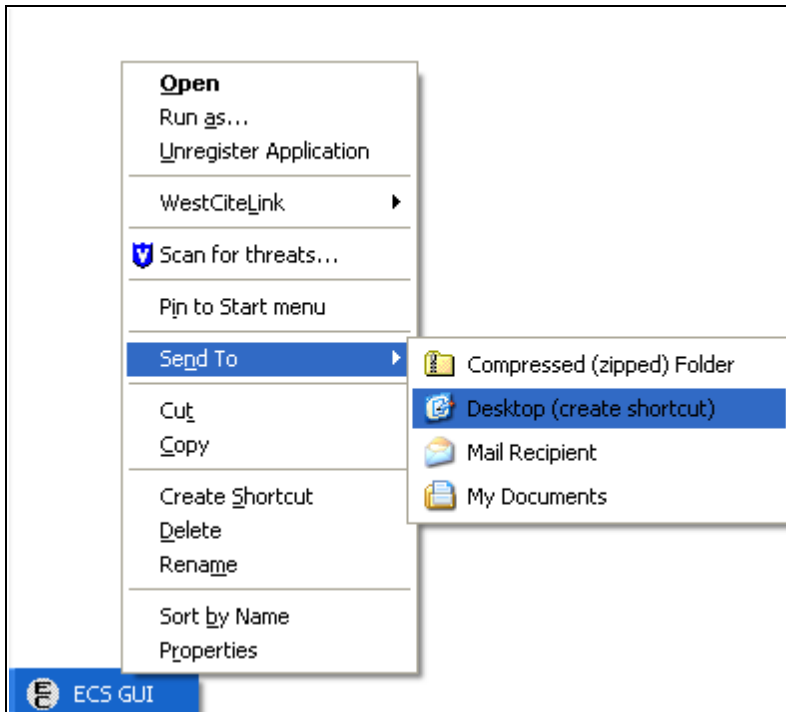 Open
Run as...
Unregister Application
WestCiteLink
Scan for threats...
Pin to Start menu
Send To
Compressed (zipped) Folder
Desktop (create shortcut)
Mail Recipient
My Documents
Cut
Copy
Create Shortcut
Delete
Rename
Sort by Name
Properties
ECS GUI